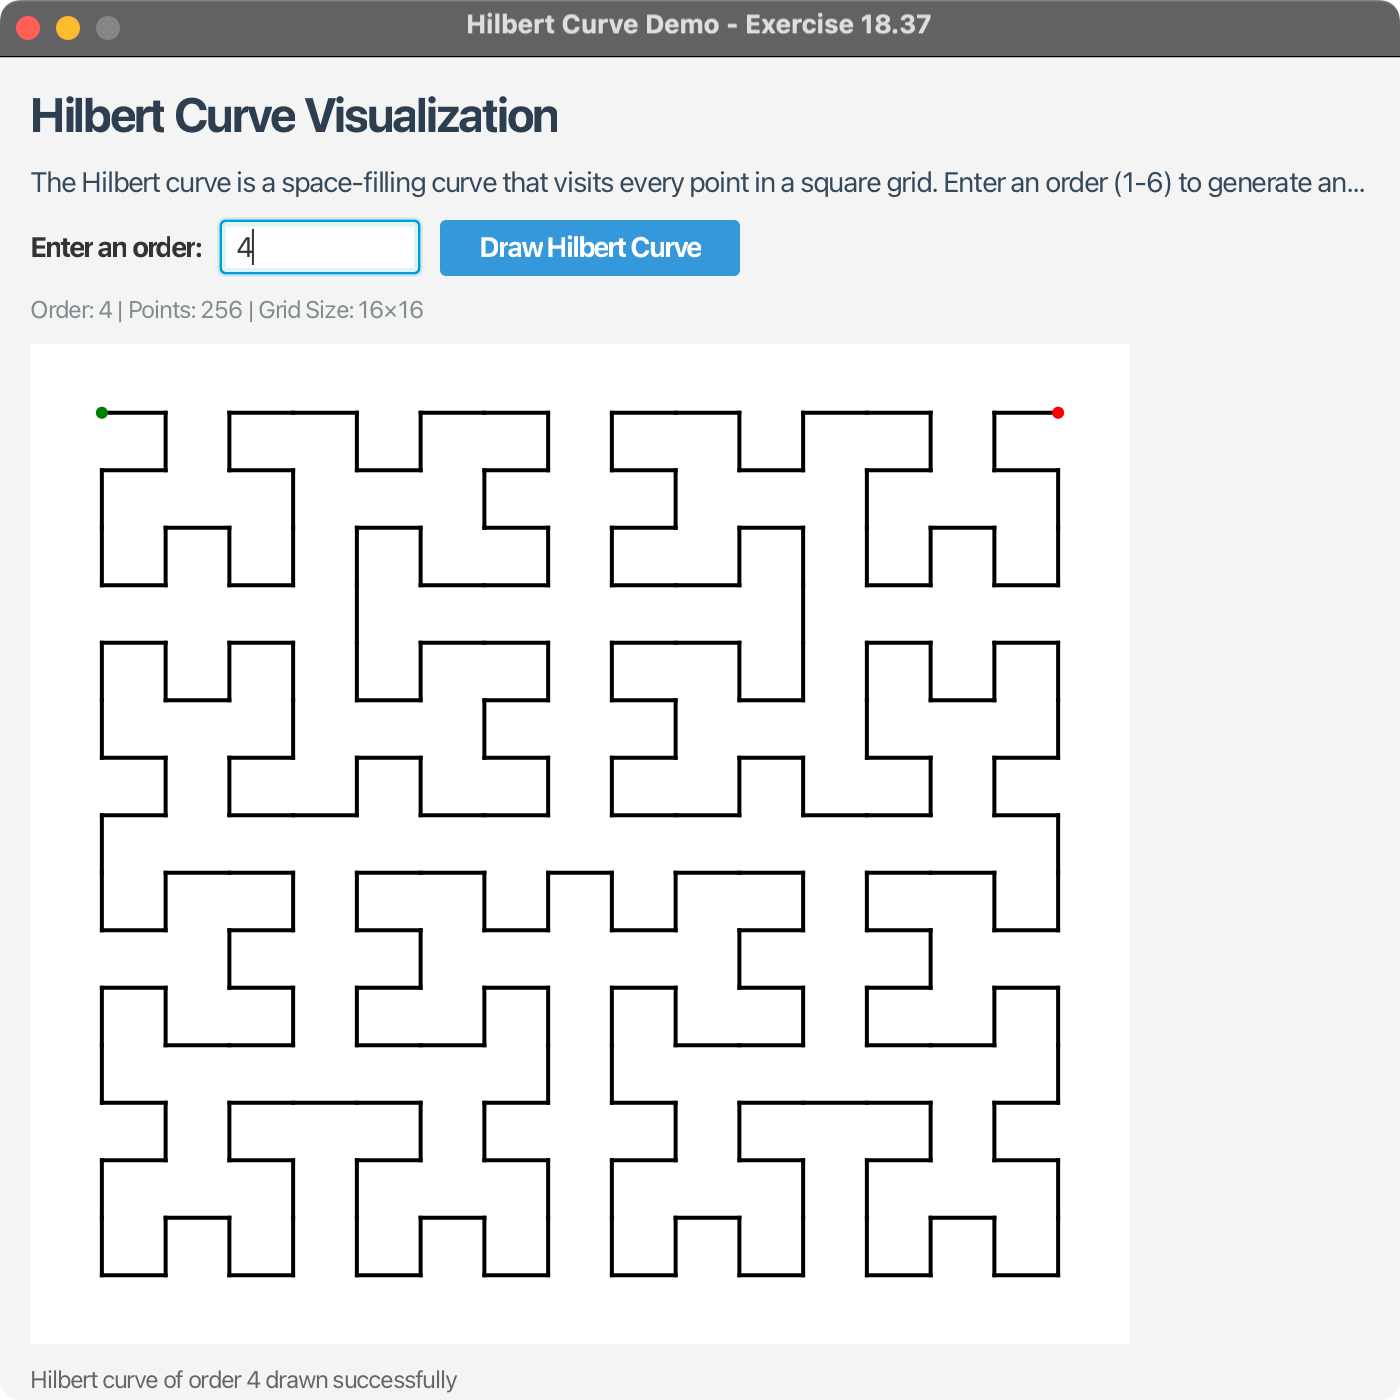 Hilbert Curve Demo - Exercise 18.37
Hilbert Curve Visualization
The Hilbert curve is a space-filling curve that visits every point in a square grid. Enter an order (1-6) to generate an...
Enter an order: 4 Draw Hilbert Curve
Order: 4 | Points: 256 | Grid Size: 16×16
Hilbert curve of order 4 drawn successfully